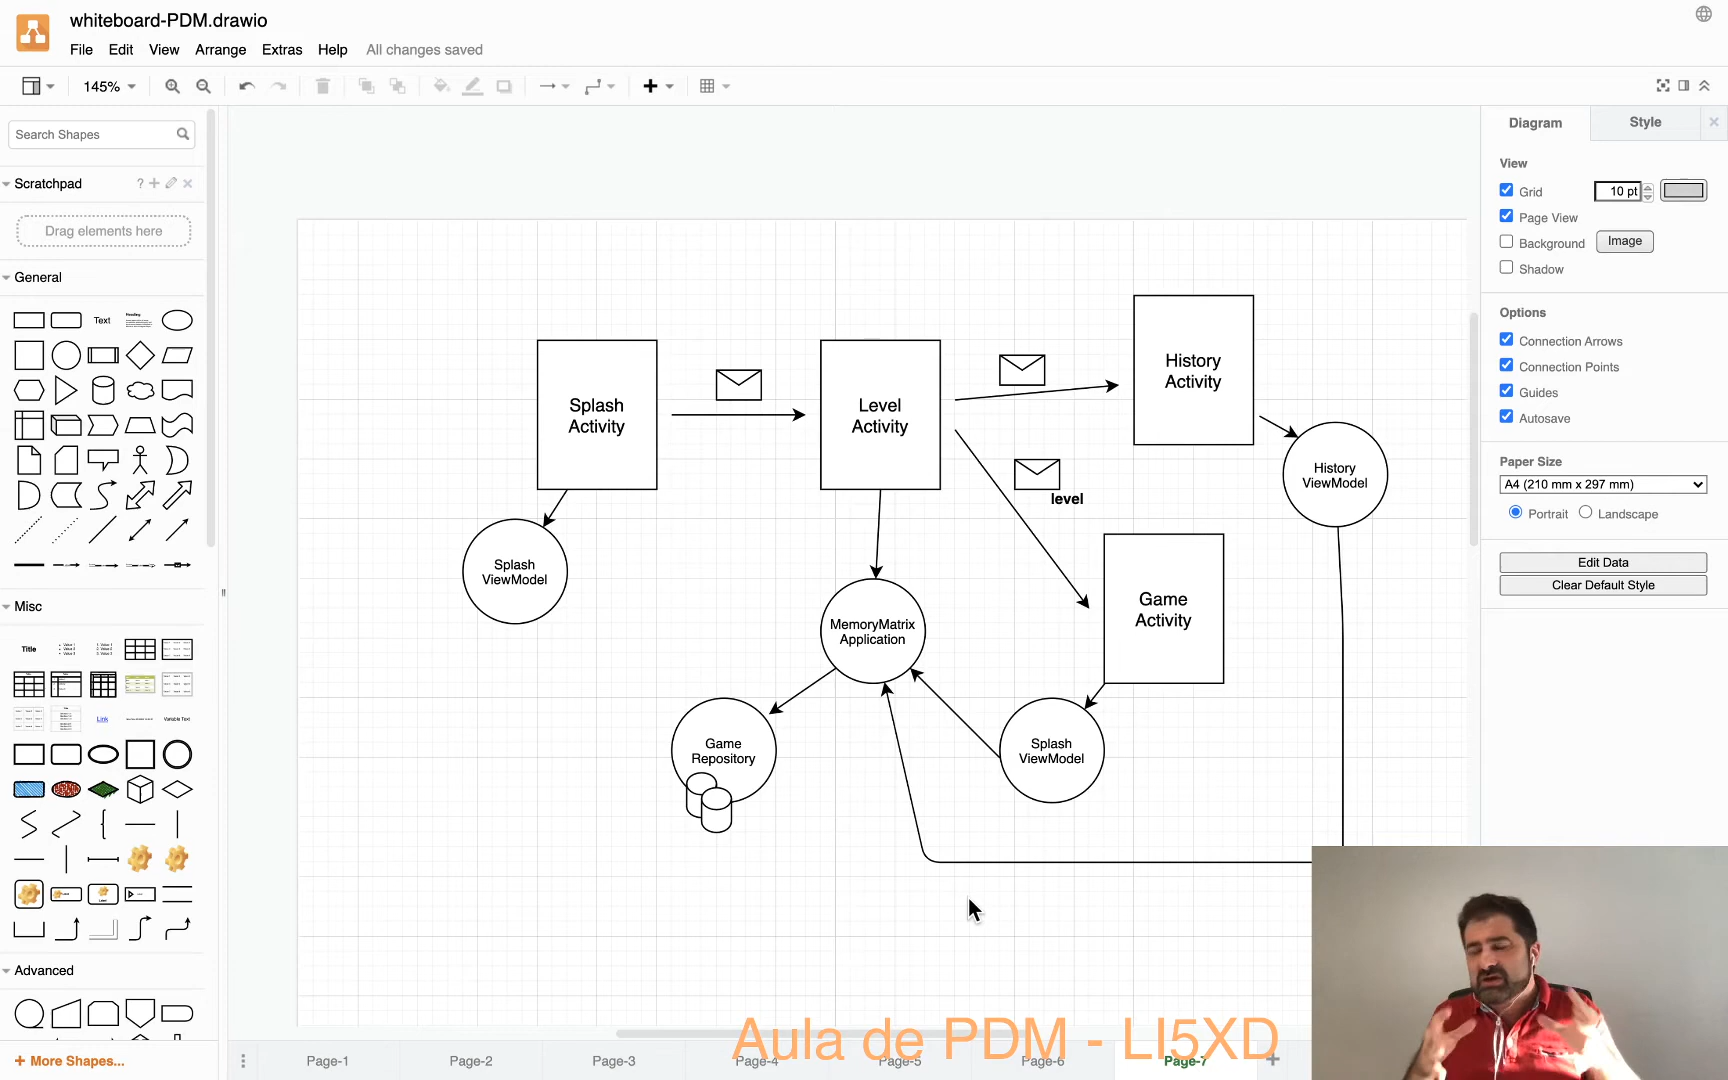 whiteboard-PDM.drawio
File Edit View Arrange Extras Help All changes saved
145%
Search Shapes
Scratchpad
?
Drag elements here
General
Text
Heading
Misc
Title
Link
Variable Text
Advanced
+ More Shapes...
Splash
Activity
Level
Activity
History
Activity
History
ViewModel
level
Splash
ViewModel
MemoryMatrix
Application
Game
Activity
Game
Repository
Splash
ViewModel
Diagram Style
View
Grid 10 pt
Page View
Background Image
Shadow
Options
Connection Arrows
Connection Points
Guides
Autosave
Paper Size
A4 (210 mm x 297 mm)
Portrait Landscape
Edit Data
Clear Default Style
Aula de PDM - LI5XD
Page-1 Page-2 Page-3 Page-4 Page-5 Page-6 Page-7